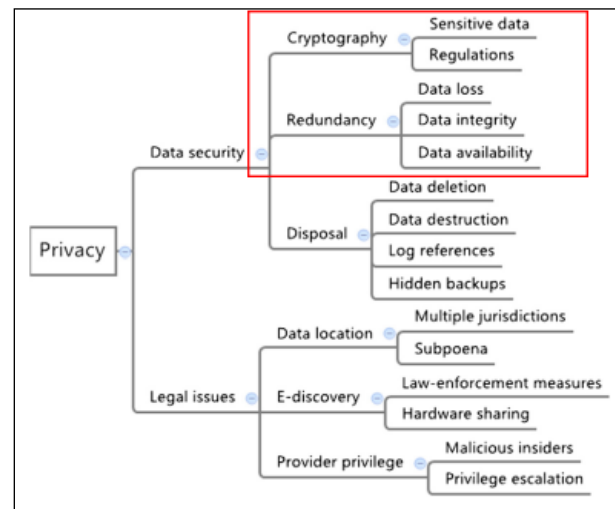 Privacy
Data security
Cryptography
Sensitive data
Regulations
Redundancy
Data loss
Data integrity
Data availability
Disposal
Data deletion
Data destruction
Log references
Hidden backups
Legal issues
Data location
Multiple jurisdictions
Subpoena
E-discovery
Law-enforcement measures
Hardware sharing
Provider privilege
Malicious insiders
Privilege escalation